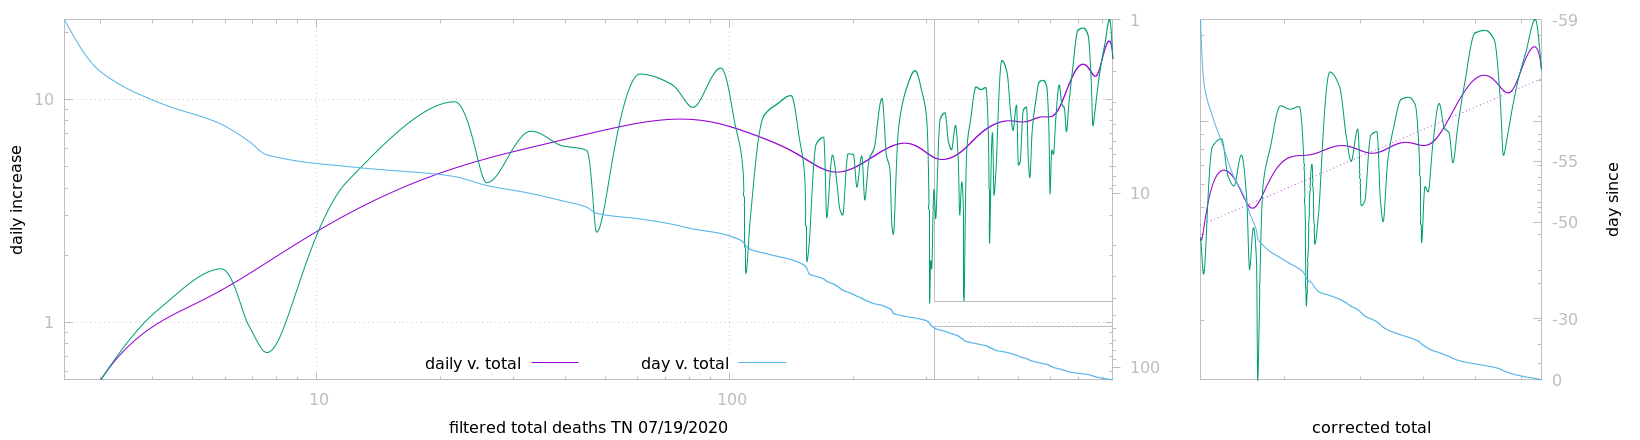 daily increase
10
1
10
100
1
10
100
daily v. total
day v. total
filtered total deaths TN 07/19/2020
-59
-55
-50
-30
0
day since
corrected total